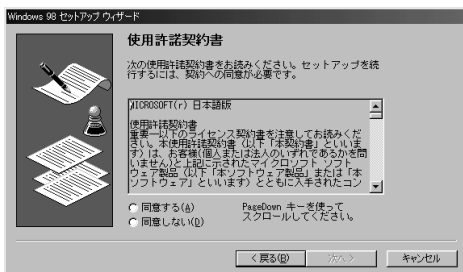 Windows 98 セットアップ ウィザード
使用許諾契約書
次の使用許諾契約書をお読みください。セットアップを続
行するには、契約への同意が必要です。
MICROSOFT(r) 日本語版
使用許諾契約書
重要－以下のライセンス契約書を注意してお読みくだ
さい。本使用許諾契約書（以下「本契約書」といいま
す）は、お客様(個人または法人のいずれであるかを問
いません)と上記に示されたマイクロソフト ソフト
ウェア製品（以下「本ソフトウェア製品」または「本
ソフトウェア」といいます）とともに入手されたコン
同意する(A)
同意しない(D)
PageDown キーを使って
スクロールしてください。
< 戻る(B)
次へ >
キャンセル